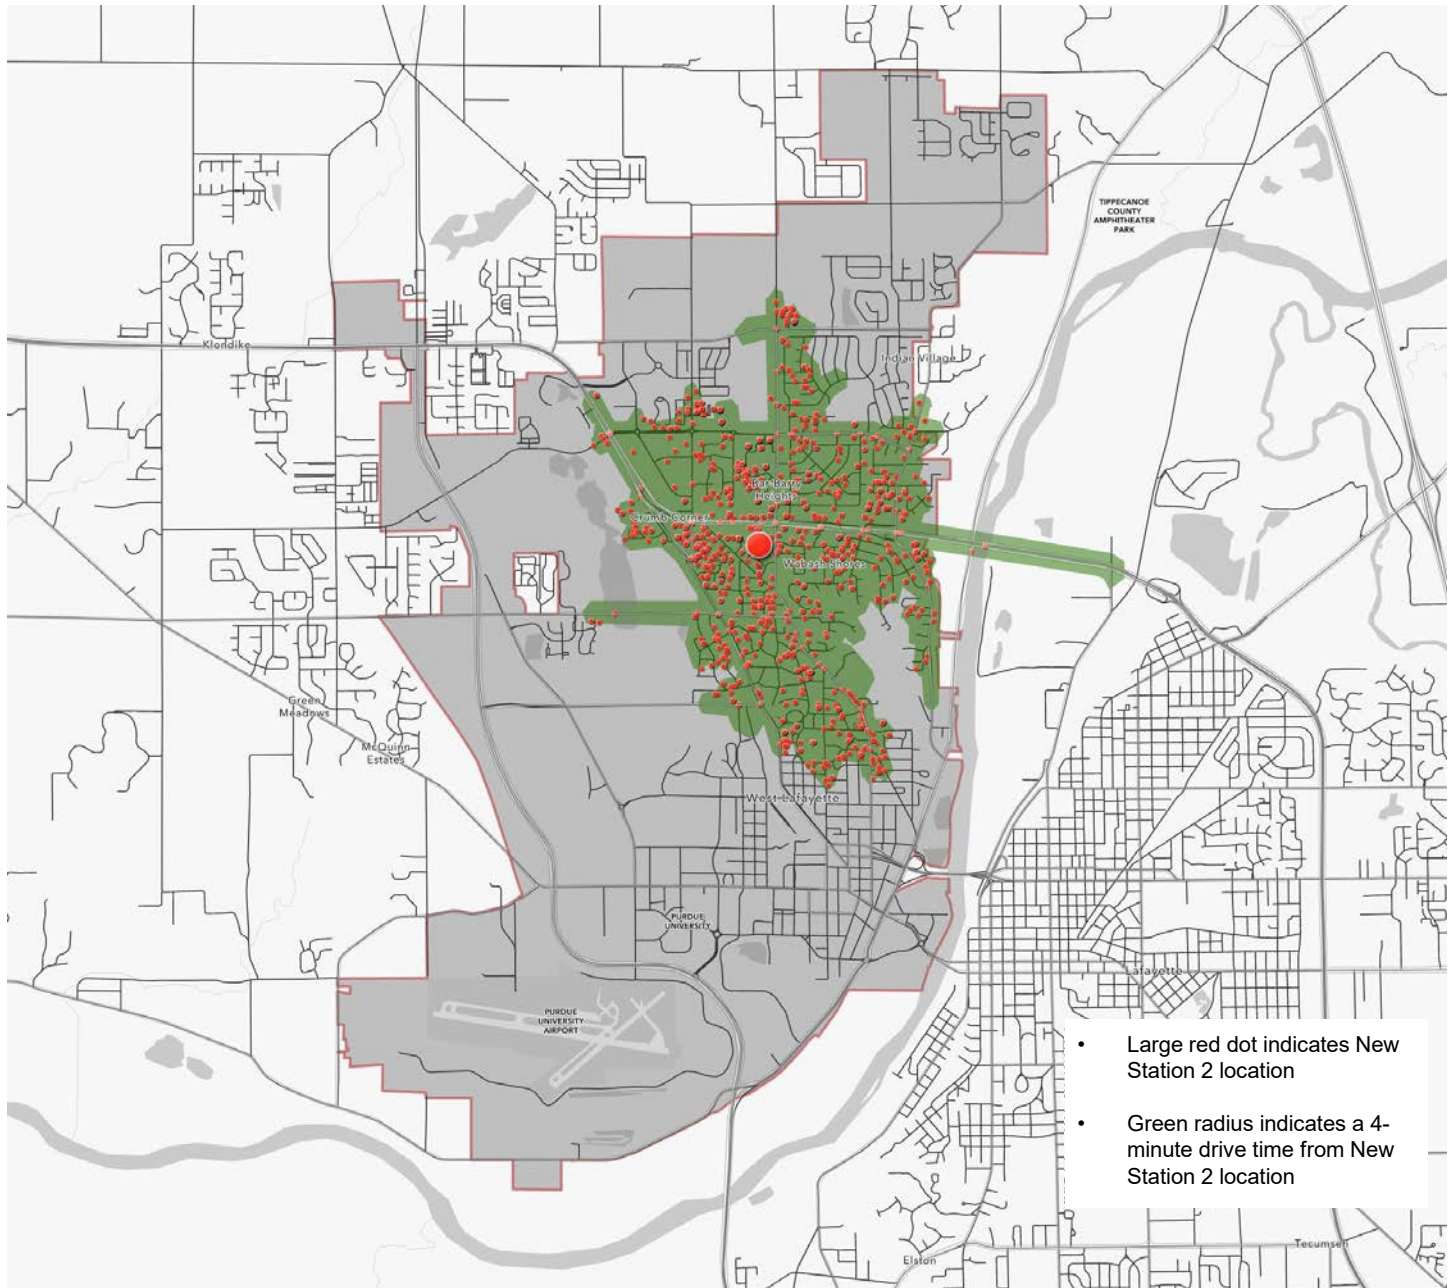 TIPPECANOE
COUNTY
AMPHITHEATER
PARK
Klondike
Indian Village
Bar-Barry
Heights
Crumb Corner
Wabash Shores
Green
Meadows
McQuinn
Estates
West Lafayette
PURDUE
UNIVERSITY
Lafayette
PURDUE
UNIVERSITY
AIRPORT
• Large red dot indicates New
Station 2 location
• Green radius indicates a 4-
minute drive time from New
Station 2 location
Tecumseh
Elston